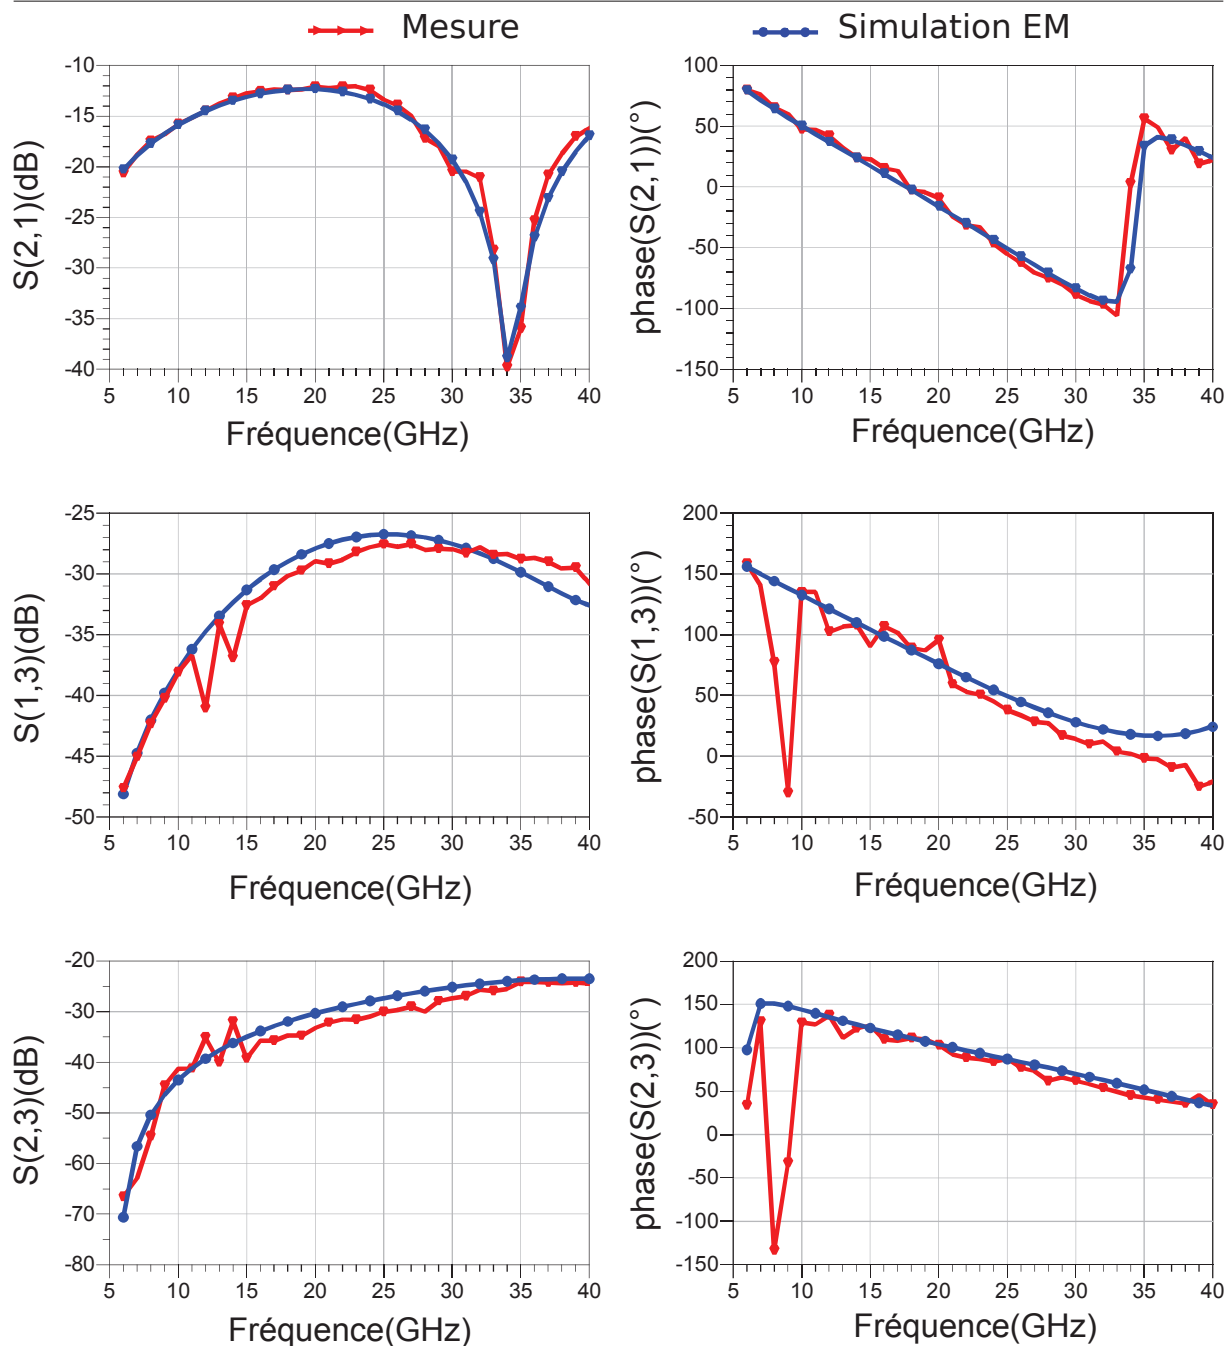 Mesure
Simulation EM
S(2,1)(dB)
-10
-15
-20
-25
-30
-35
-40
5 10 15 20 25 30 35 40
Fréquence(GHz)
phase(S(2,1))(°)
100
50
0
-50
-100
-150
5 10 15 20 25 30 35 40
Fréquence(GHz)
S(1,3)(dB)
-25
-30
-35
-40
-45
-50
5 10 15 20 25 30 35 40
Fréquence(GHz)
phase(S(1,3))(°)
200
150
100
50
0
-50
5 10 15 20 25 30 35 40
Fréquence(GHz)
S(2,3)(dB)
-20
-30
-40
-50
-60
-70
-80
5 10 15 20 25 30 35 40
Fréquence(GHz)
phase(S(2,3))(°)
200
150
100
50
0
-50
-100
-150
5 10 15 20 25 30 35 40
Fréquence(GHz)